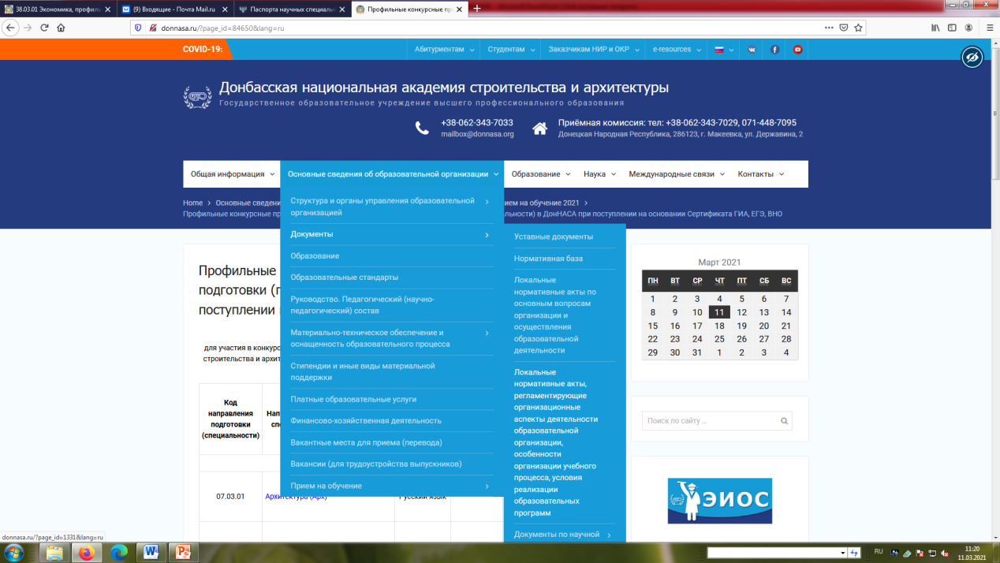 38.03.01 Экономика, профиль
(9) Входящие - Почта Mail.ru
Паспорта научных специальн
Профильные конкурсные пр
donnasa.ru/?page_id=84650&lang=ru
COVID-19:
Абитуриентам
Студентам
Заказчикам НИР и ОКР
e-resources
Донбасская национальная академия строительства и архитектуры
Государственное образовательное учреждение высшего профессионального образования
+38-062-343-7033
mailbox@donnasa.org
Приёмная комиссия: тел: +38-062-343-7029, 071-448-7095
Донецкая Народная Республика, 286123, г. Макеевка, ул. Державина, 2
Общая информация
Основные сведения об образовательной организации
Образование
Наука
Международные связи
Контакты
Home > Основные сведени
ием на обучение 2021 >
Профильные конкурсные пр
льности) в ДонНАСА при поступлении на основании Сертификата ГИА, ЕГЭ, ВНО
Структура и органы управления образовательной
организацией
Документы
Образование
Образовательные стандарты
Руководство. Педагогический (научно-
педагогический) состав
Материально-техническое обеспечение и
оснащенность образовательного процесса
Стипендии и иные виды материальной
поддержки
Платные образовательные услуги
Финансово-хозяйственная деятельность
Вакантные места для приема (перевода)
Вакансии (для трудоустройства выпускников)
Прием на обучение
Уставные документы
Нормативная база
Локальные
нормативные акты по
основным вопросам
организации и
осуществления
образовательной
деятельности
Локальные
нормативные акты,
регламентирующие
организационные
аспекты деятельности
образовательной
организации,
особенности
организации учебного
процесса, условия
реализации
образовательных
программ
Документы по научной
Профильные
подготовки (г
поступлении
для участия в конкурс
строительства и архит
Код
направления
подготовки
(специальности)
Нап
спе
07.03.01
Архитектура (Арх)
Русский язык
Март 2021
ПН ВТ СР ЧТ ПТ СБ ВС
1 2 3 4 5 6 7
8 9 10 11 12 13 14
15 16 17 18 19 20 21
22 23 24 25 26 27 28
29 30 31 1 2 3 4
Поиск по сайту ...
ЭИОС
donnasa.ru/?page_id=1331&lang=ru
RU
11:20
11.03.2021